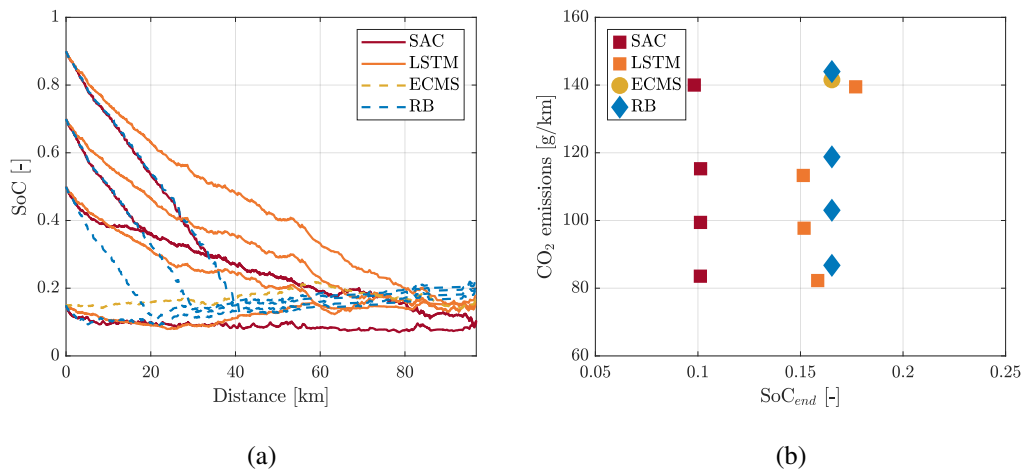 1
0.8
0.6
0.4
0.2
0
SoC [-]
0
20
40
60
80
Distance [km]
SAC
LSTM
ECMS
RB
(a)
160
140
120
100
80
60
CO₂ emissions [g/km]
0.05
0.1
0.15
0.2
0.25
SoC_end [-]
SAC
LSTM
ECMS
RB
(b)